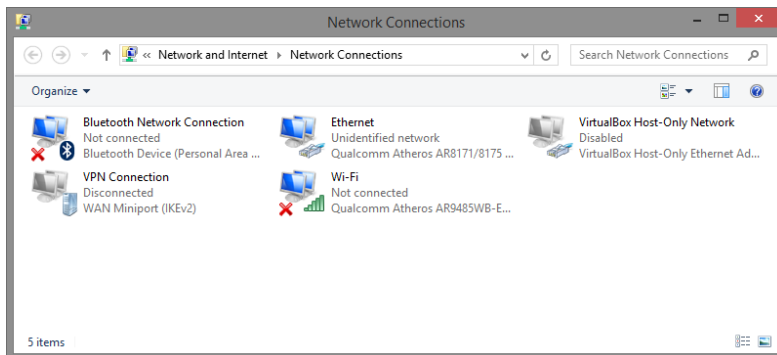 Network Connections
« Network and Internet ▸ Network Connections
Search Network Connections
Organize ▾
Bluetooth Network Connection
Not connected
Bluetooth Device (Personal Area ...
Ethernet
Unidentified network
Qualcomm Atheros AR8171/8175 ...
VirtualBox Host-Only Network
Disabled
VirtualBox Host-Only Ethernet Ad...
VPN Connection
Disconnected
WAN Miniport (IKEv2)
Wi-Fi
Not connected
Qualcomm Atheros AR9485WB-E...
5 items